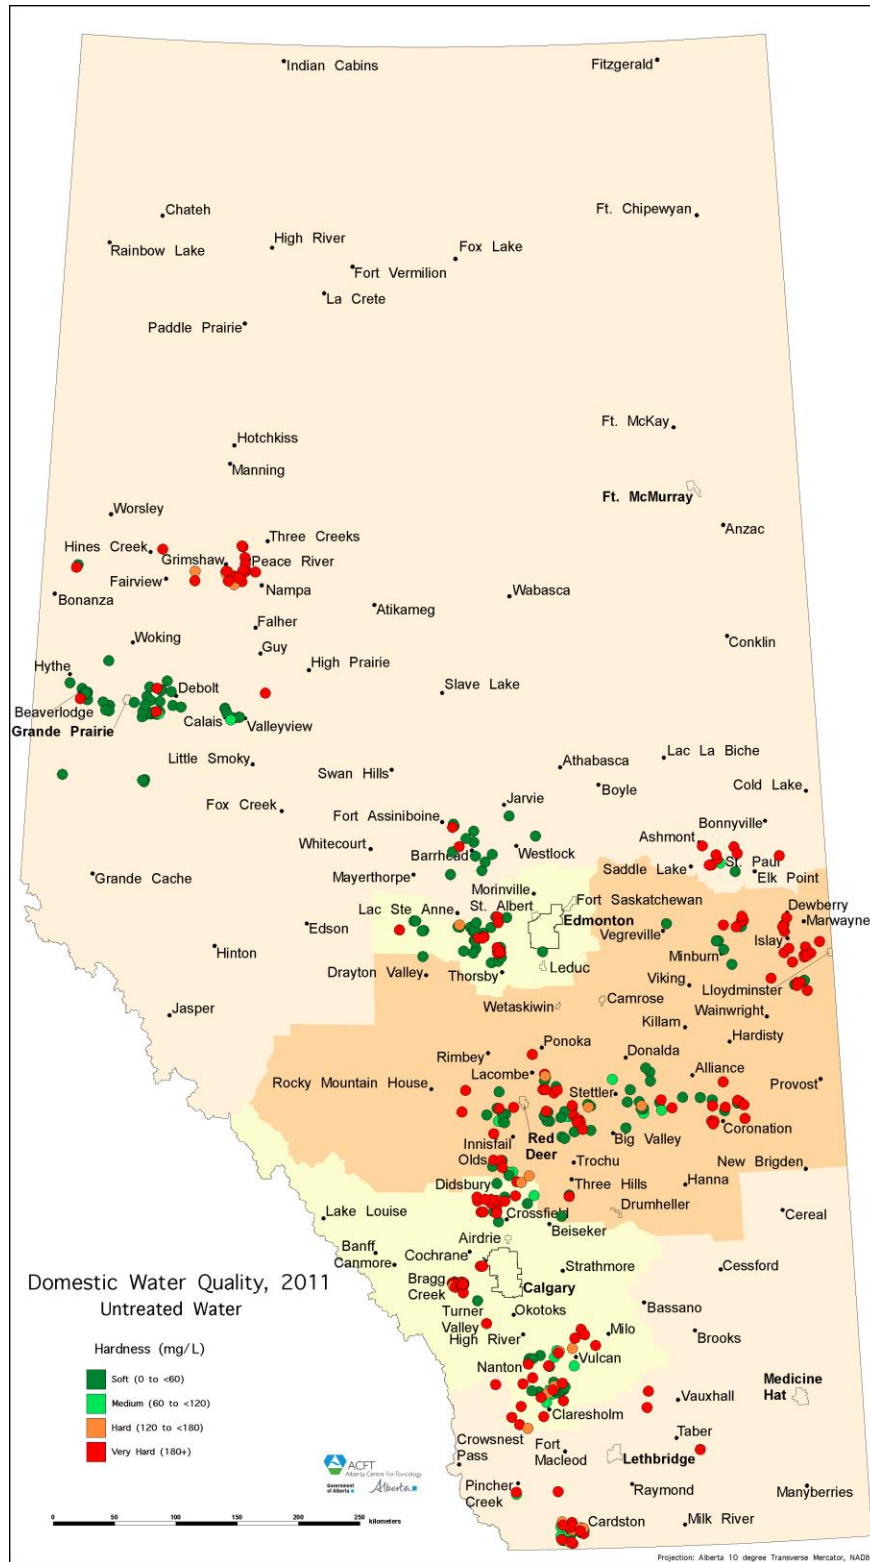 Indian Cabins
Fitzgerald
Chateh
Ft. Chipewyan
High River
Rainbow Lake
Fox Lake
Fort Vermilion
La Crete
Paddle Prairie
Ft. McKay
Hotchkiss
Manning
Ft. McMurray
Worsley
Anzac
Three Creeks
Hines Creek
Grimshaw
Peace River
Fairview
Nampa
Bonanza
Wabasca
Atikameg
Falher
Woking
Conklin
Guy
Hythe
High Prairie
Debolt
Slave Lake
Beaverlodge
Calais
Valleyview
Grande Prairie
Little Smoky
Athabasca
Lac La Biche
Swan Hills
Boyle
Cold Lake
Fox Creek
Jarvie
Fort Assiniboine
Bonnyville
Ashmont
Whitecourt
Barrhead
Westlock
St. Paul
Saddle Lake
Elk Point
Grande Cache
Mayerthorpe
Morinville
Fort Saskatchewan
St. Albert
Lac Ste Anne
Dewberry
Edmonton
Marwayne
Edson
Vegreville
Islay
Hinton
Minburn
Leduc
Drayton Valley
Thorsby
Viking
Lloydminster
Wetaskiwin
Camrose
Jasper
Wainwright
Killam
Hardisty
Ponoka
Rimbey
Donalda
Lacombe
Alliance
Rocky Mountain House
Stettler
Provost
Coronation
Red
Deer
Innisfail
Big Valley
Olds
Trochu
New Brigden
Didsbury
Three Hills
Hanna
Drumheller
Lake Louise
Crossfield
Cereal
Beiseker
Airdrie
Banff
Cochrane
Canmore
Strathmore
Cessford
Bragg
Creek
Calgary
Domestic Water Quality, 2011
Untreated Water
Turner
Valley
Okotoks
Bassano
High River
Milo
Brooks
Hardness (mg/L)
Nanton
Vulcan
Soft (0 to <60)
Medicine
Hat
Medium (60 to <120)
Vauxhall
Hard (120 to <180)
Claresholm
Very Hard (180+)
Taber
Crowsnest
Pass
Fort
Macleod
Lethbridge
ACFT
Alberta Centre for Toxicology
Government
of Alberta
Alberta
Pincher
Creek
Raymond
Manyberries
Cardston
Milk River
0 50 100 150 200 250
kilometers
Projection: Alberta 10 degree Transverse Mercator, NAD8